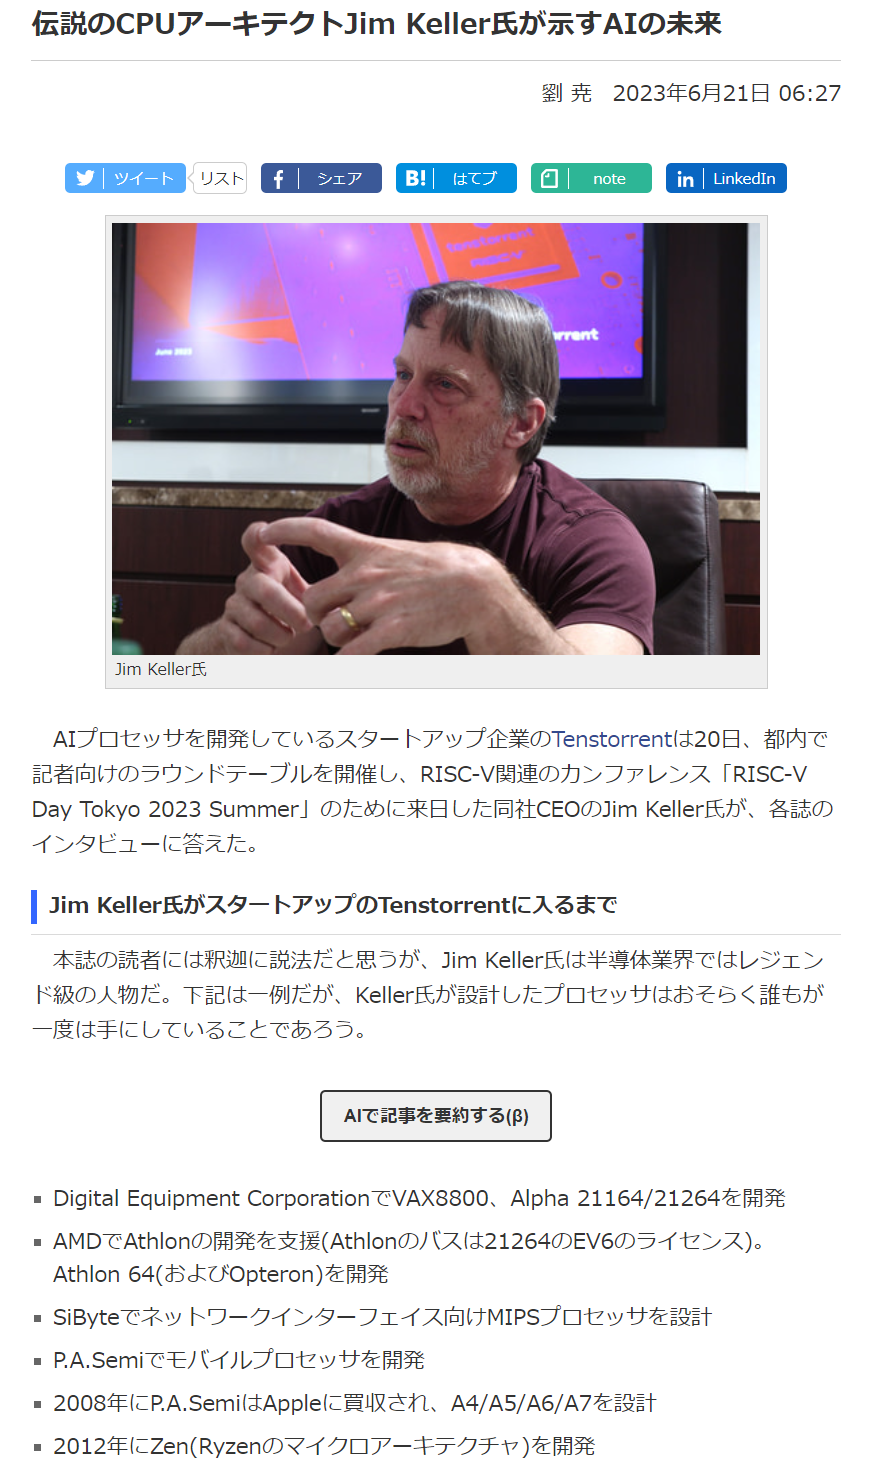 伝説のCPUアーキテクトJim Keller氏が示すAIの未来
劉 尭　2023年6月21日 06:27
ツイート
リスト
シェア
B! はてブ
note
in LinkedIn
tenstorrent
rrent
June 2023
Jim Keller氏
AIプロセッサを開発しているスタートアップ企業のTenstorrentは20日、都内で
記者向けのラウンドテーブルを開催し、RISC-V関連のカンファレンス「RISC-V
Day Tokyo 2023 Summer」のために来日した同社CEOのJim Keller氏が、各誌の
インタビューに答えた。
Jim Keller氏がスタートアップのTenstorrentに入るまで
本誌の読者には釈迦に説法だと思うが、Jim Keller氏は半導体業界ではレジェン
ド級の人物だ。下記は一例だが、Keller氏が設計したプロセッサはおそらく誰もが
一度は手にしていることであろう。
AIで記事を要約する(β)
Digital Equipment CorporationでVAX8800、Alpha 21164/21264を開発
AMDでAthlonの開発を支援(Athlonのバスは21264のEV6のライセンス)。
Athlon 64(およびOpteron)を開発
SiByteでネットワークインターフェイス向けMIPSプロセッサを設計
P.A.Semiでモバイルプロセッサを開発
2008年にP.A.SemiはAppleに買収され、A4/A5/A6/A7を設計
2012年にZen(Ryzenのマイクロアーキテクチャ)を開発